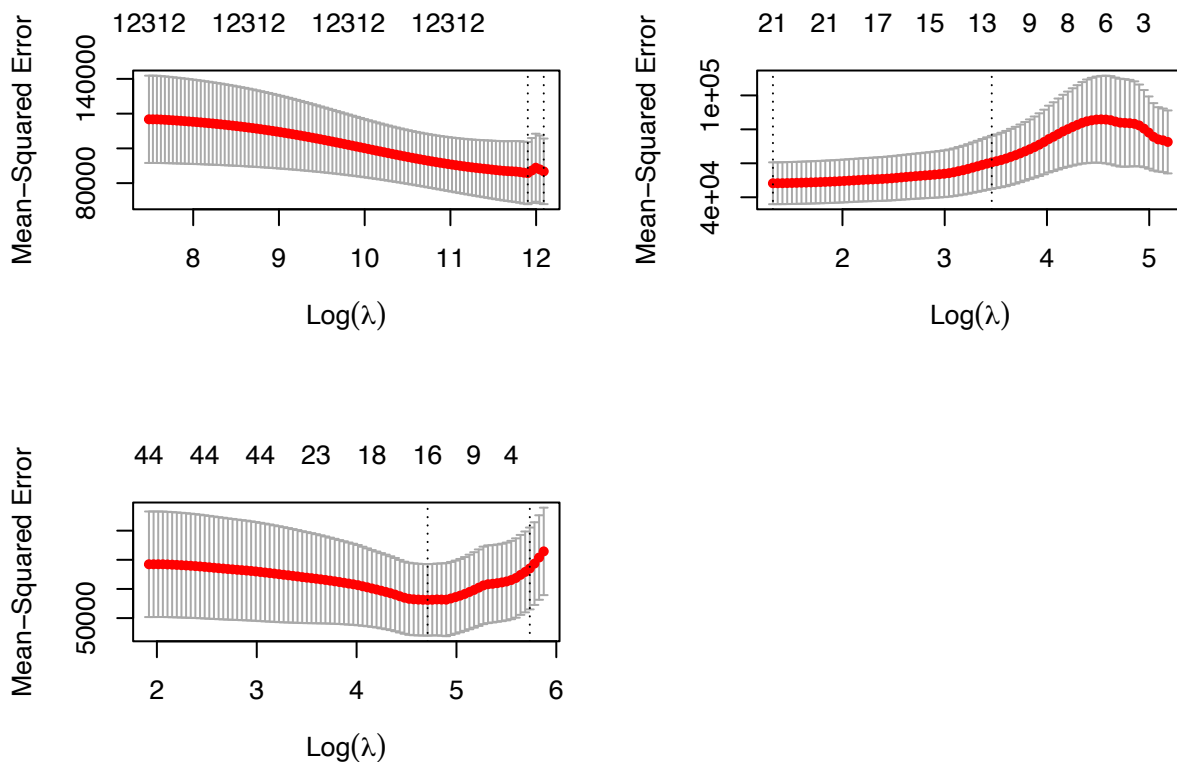 12312 12312 12312 12312
Mean−Squared Error
80000 140000
8 9 10 11 12
Log(λ)
21 21 17 15 13 9 8 6 3
Mean−Squared Error
4e+04 1e+05
2 3 4 5
Log(λ)
44 44 44 23 18 16 9 4
Mean−Squared Error
50000
2 3 4 5 6
Log(λ)